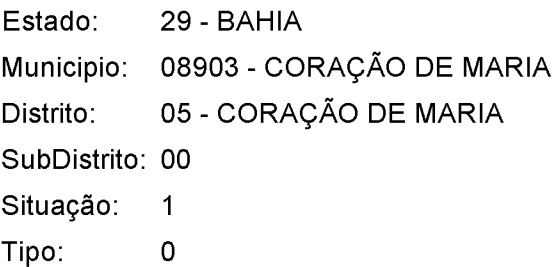 Estado: 29 - BAHIA
Municipio: 08903 - CORAÇÃO DE MARIA
Distrito: 05 - CORAÇÃO DE MARIA
SubDistrito: 00
Situação: 1
Tipo: 0